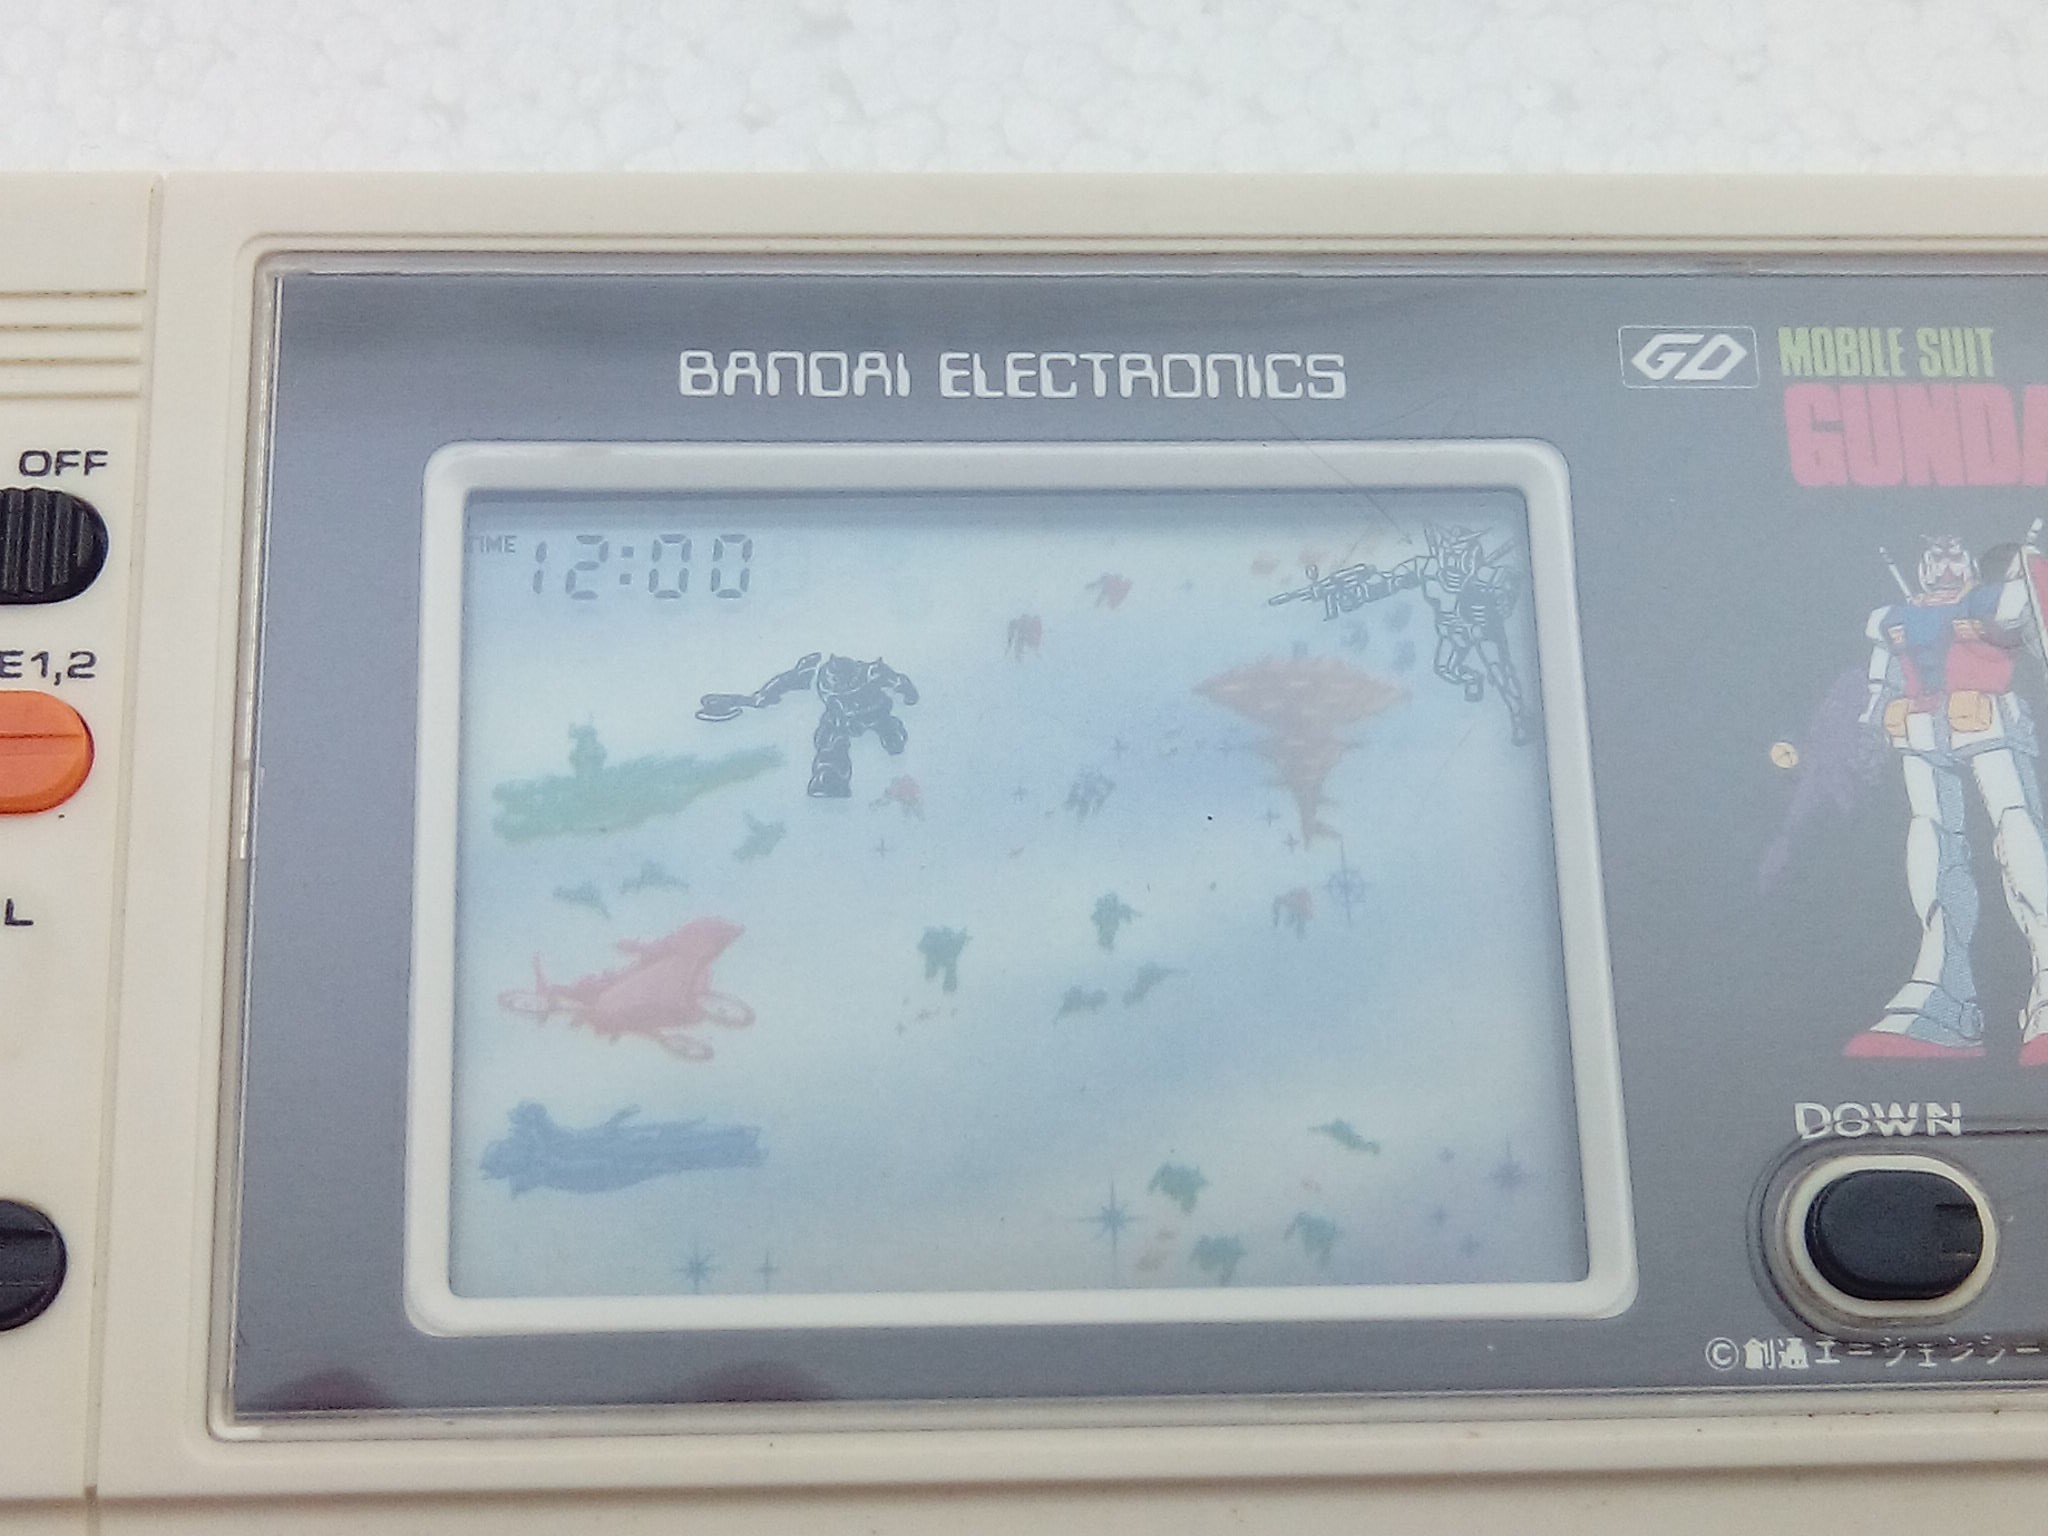 BANDAI ELECTRONICS
GD
MOBILE SUIT
GUNDA
OFF
E1,2
L
TIME 12:00
DOWN
©創通エージェンシー